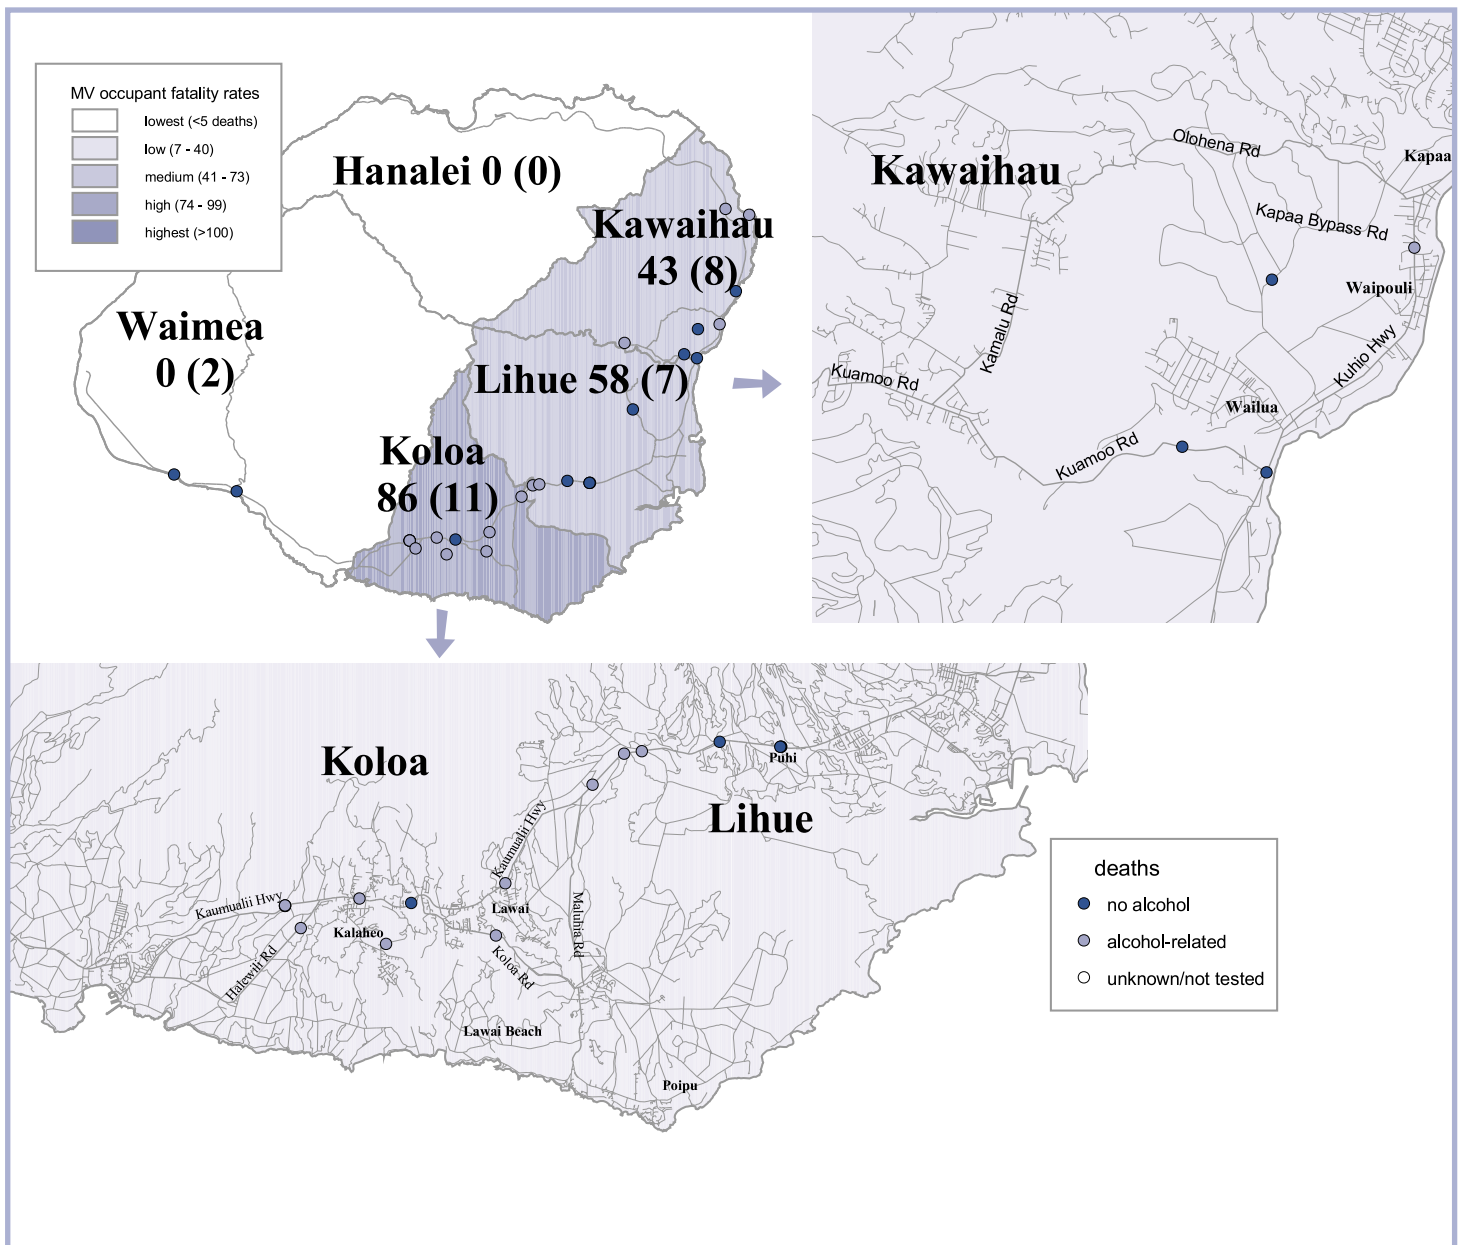 MV occupant fatality rates
lowest (<5 deaths)
low (7 - 40)
medium (41 - 73)
high (74 - 99)
highest (>100)
Hanalei 0 (0)
Kawaihau
43 (8)
Waimea
0 (2)
Lihue 58 (7)
Koloa
86 (11)
Kawaihau
Olohena Rd
Kapaa
Kapaa Bypass Rd
Waipouli
Kamalu Rd
Kuhio Hwy
Kuamoo Rd
Wailua
Kuamoo Rd
Koloa
Puhi
Lihue
Kaumualii Hwy
Kaumualii Hwy
Lawai
Maluhia Rd
Kalaheo
Halewili Rd
Koloa Rd
Lawai Beach
Poipu
deaths
no alcohol
alcohol-related
unknown/not tested